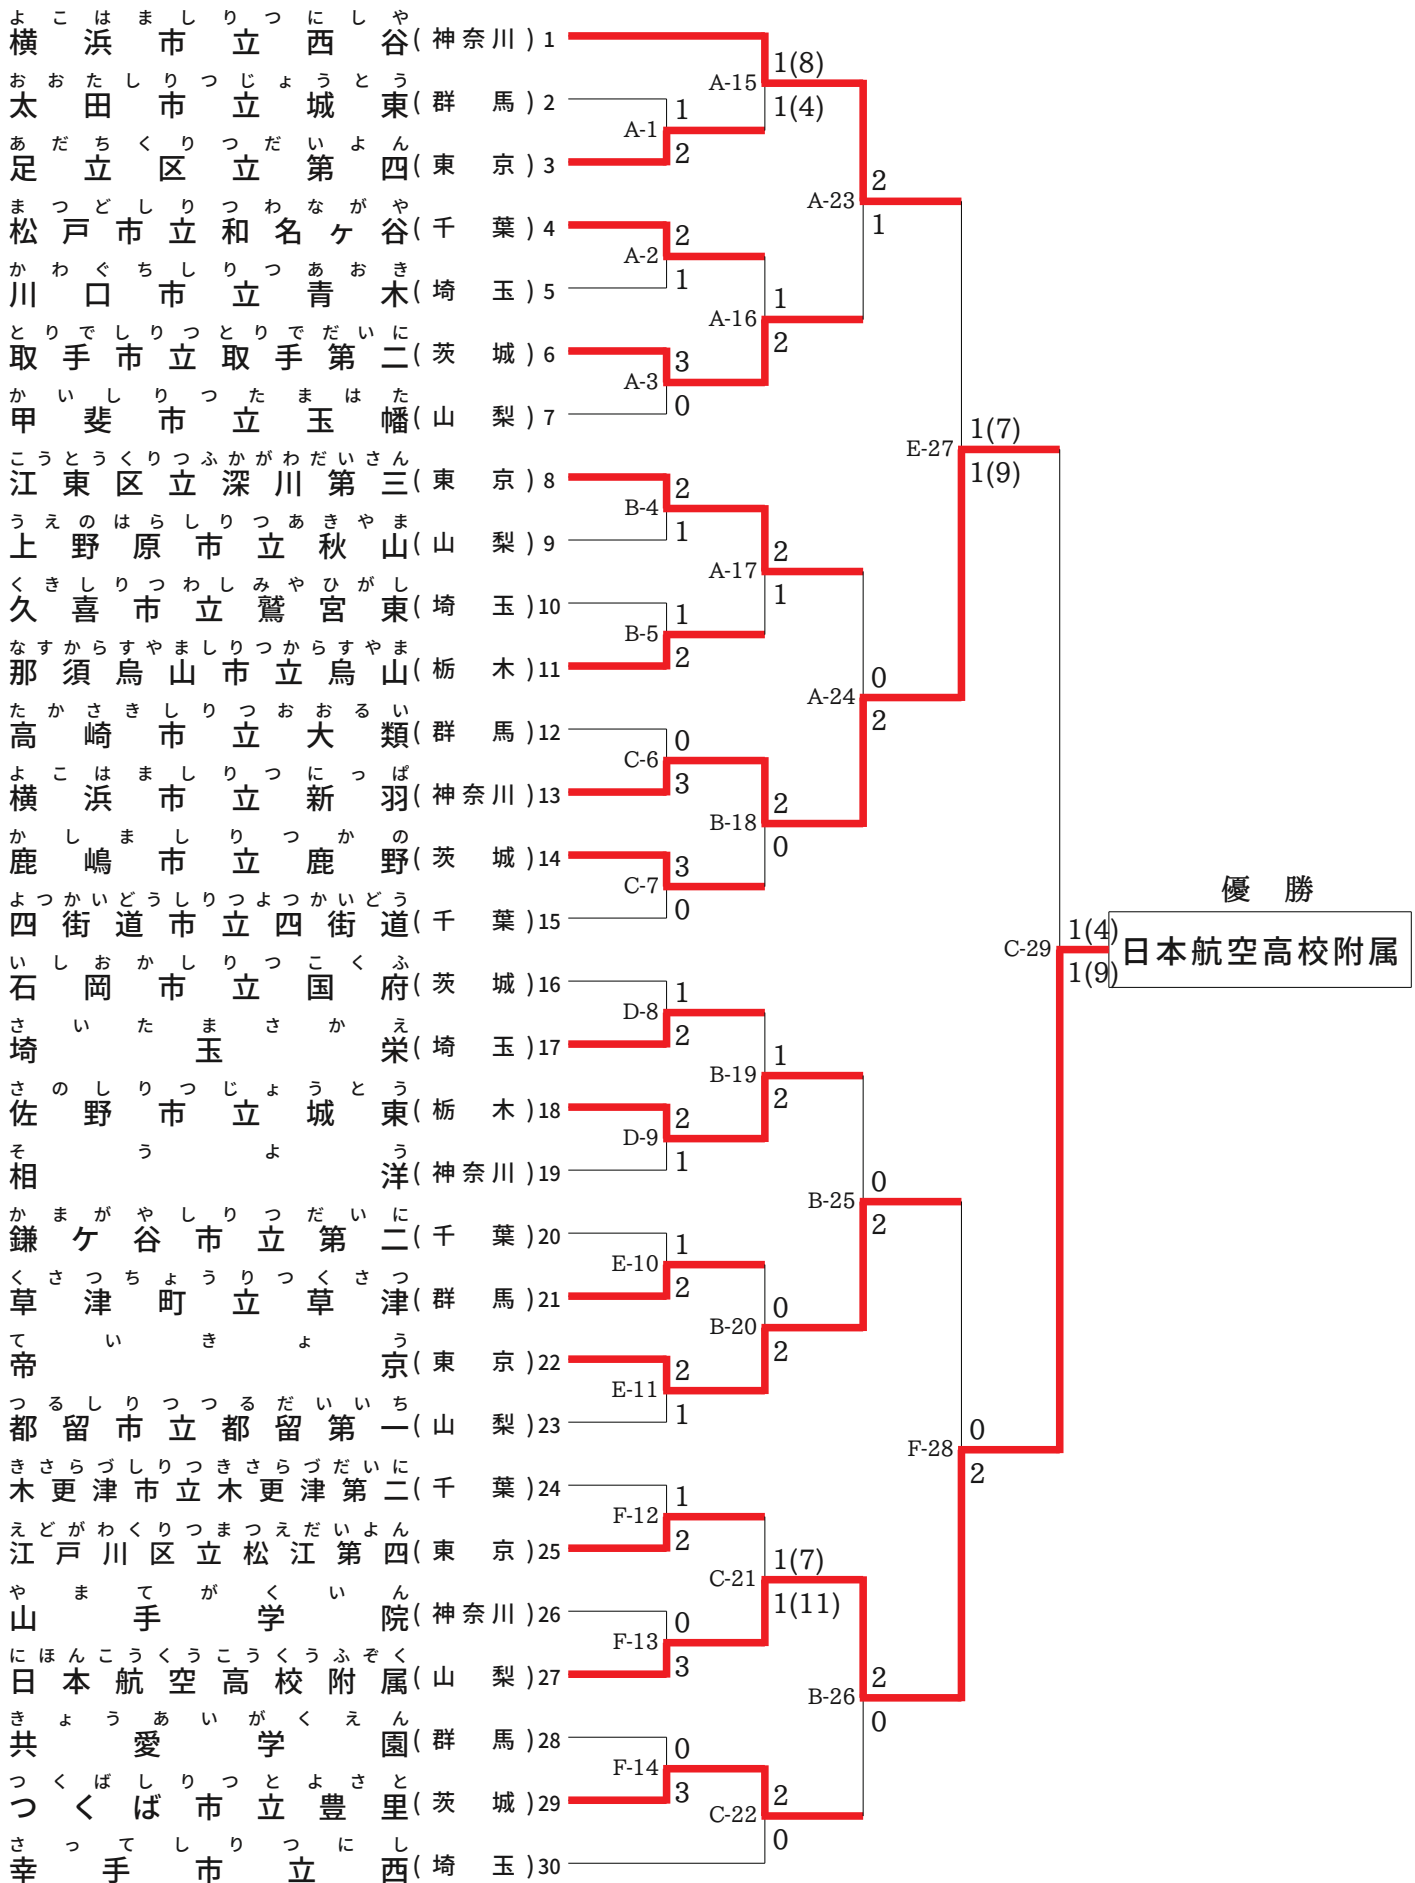 よこはましりつにしや
横浜市立西谷(神奈川)1
おおたしりつじょうとう
太田市立城東(群馬)2
あだちくりつだいよん
足立区立第四(東京)3
まつどしりつわながや
松戸市立和名ヶ谷(千葉)4
かわぐちしりつあおき
川口市立青木(埼玉)5
とりでしりつとりでだいに
取手市立取手第二(茨城)6
かいしりつたまはた
甲斐市立玉幡(山梨)7
こうとうくりつふかがわだいさん
江東区立深川第三(東京)8
うえのはらしりつあきやま
上野原市立秋山(山梨)9
くきしりつわしみやひがし
久喜市立鷲宮東(埼玉)10
なすからすやましりつからすやま
那須烏山市立烏山(栃木)11
たかさきしりつおおるい
高崎市立大類(群馬)12
よこはましりつにっぱ
横浜市立新羽(神奈川)13
かしましりつかの
鹿嶋市立鹿野(茨城)14
よつかいどうしりつよつかいどう
四街道市立四街道(千葉)15
いしおかしりつこくふ
石岡市立国府(茨城)16
さいたまさかえ
埼玉栄(埼玉)17
さのしりつじょうとう
佐野市立城東(栃木)18
そうよう
相洋(神奈川)19
かまがやしりつだいに
鎌ケ谷市立第二(千葉)20
くさつちょうりつくさつ
草津町立草津(群馬)21
ていきょう
帝京(東京)22
つるしりつつるだいいち
都留市立都留第一(山梨)23
きさらづしりつきさらづだいに
木更津市立木更津第二(千葉)24
えどがわくりつまつえだいよん
江戸川区立松江第四(東京)25
やまてがくいん
山手学院(神奈川)26
にほんこうくうこうくうふぞく
日本航空高校附属(山梨)27
きょうあいがくえん
共愛学園(群馬)28
つくばしりつとよさと
つくば市立豊里(茨城)29
さってしりつにし
幸手市立西(埼玉)30
A-1
1
2
A-2
2
1
A-3
3
0
B-4
2
1
B-5
1
2
C-6
0
3
C-7
3
0
D-8
1
2
D-9
2
1
E-10
1
2
E-11
2
1
F-12
1
2
F-13
0
3
F-14
0
3
A-15
1(8)
1(4)
A-16
1
2
A-17
2
1
B-18
2
0
B-19
1
2
B-20
0
2
C-21
1(7)
1(11)
C-22
2
0
A-23
2
1
A-24
0
2
B-25
0
2
B-26
2
0
E-27
1(7)
1(9)
F-28
0
2
C-29
1(4)
1(9)
優勝
日本航空高校附属